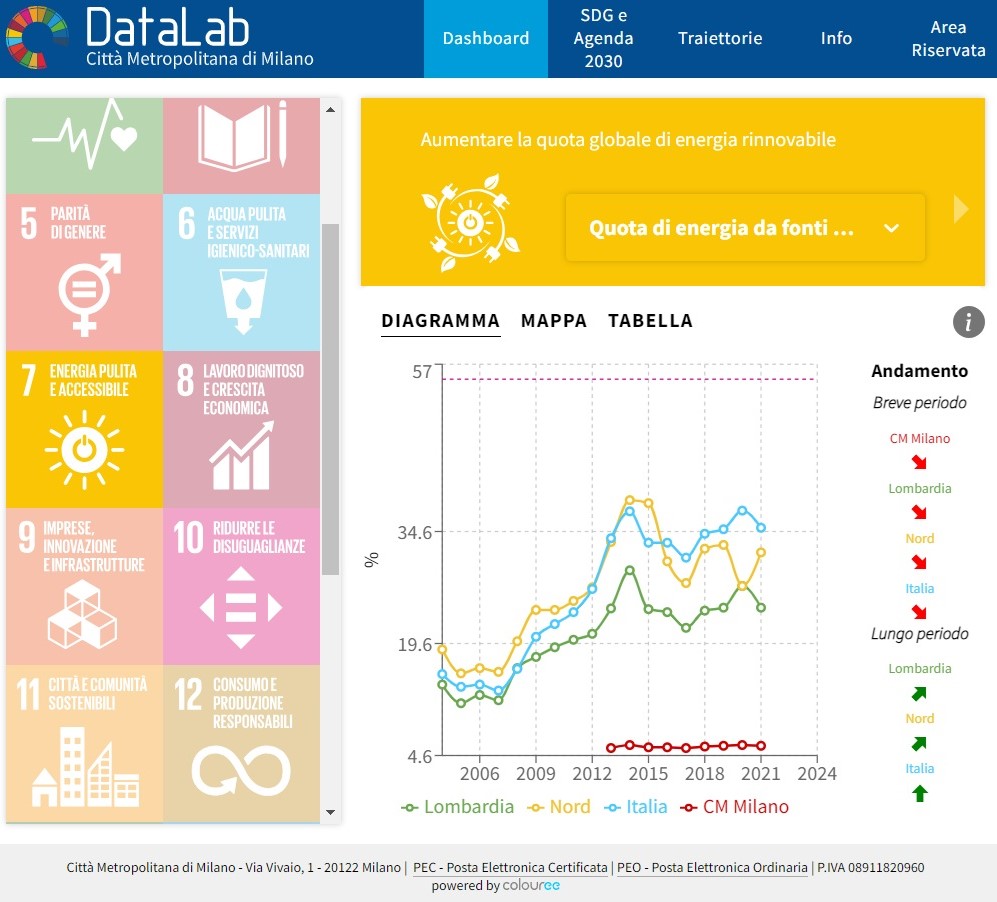 DataLab
Città Metropolitana di Milano
Dashboard
SDG e
Agenda
2030
Traiettorie
Info
Area
Riservata
5 PARITÀ
DI GENERE
6 ACQUA PULITA
E SERVIZI
IGIENICO-SANITARI
7 ENERGIA PULITA
E ACCESSIBILE
8 LAVORO DIGNITOSO
E CRESCITA
ECONOMICA
9 IMPRESE,
INNOVAZIONE
E INFRASTRUTTURE
10 RIDURRE LE
DISUGUAGLIANZE
11 CITTÀ E COMUNITÀ
SOSTENIBILI
12 CONSUMO E
PRODUZIONE
RESPONSABILI
Aumentare la quota globale di energia rinnovabile
Quota di energia da fonti ...
DIAGRAMMA MAPPA TABELLA
i
57
34.6
19.6
4.6
%
2006 2009 2012 2015 2018 2021 2024
Lombardia Nord Italia CM Milano
Andamento
Breve periodo
CM Milano
Lombardia
Nord
Italia
Lungo periodo
Lombardia
Nord
Italia
Città Metropolitana di Milano - Via Vivaio, 1 - 20122 Milano | PEC - Posta Elettronica Certificata | PEO - Posta Elettronica Ordinaria | P.IVA 08911820960
powered by colouree